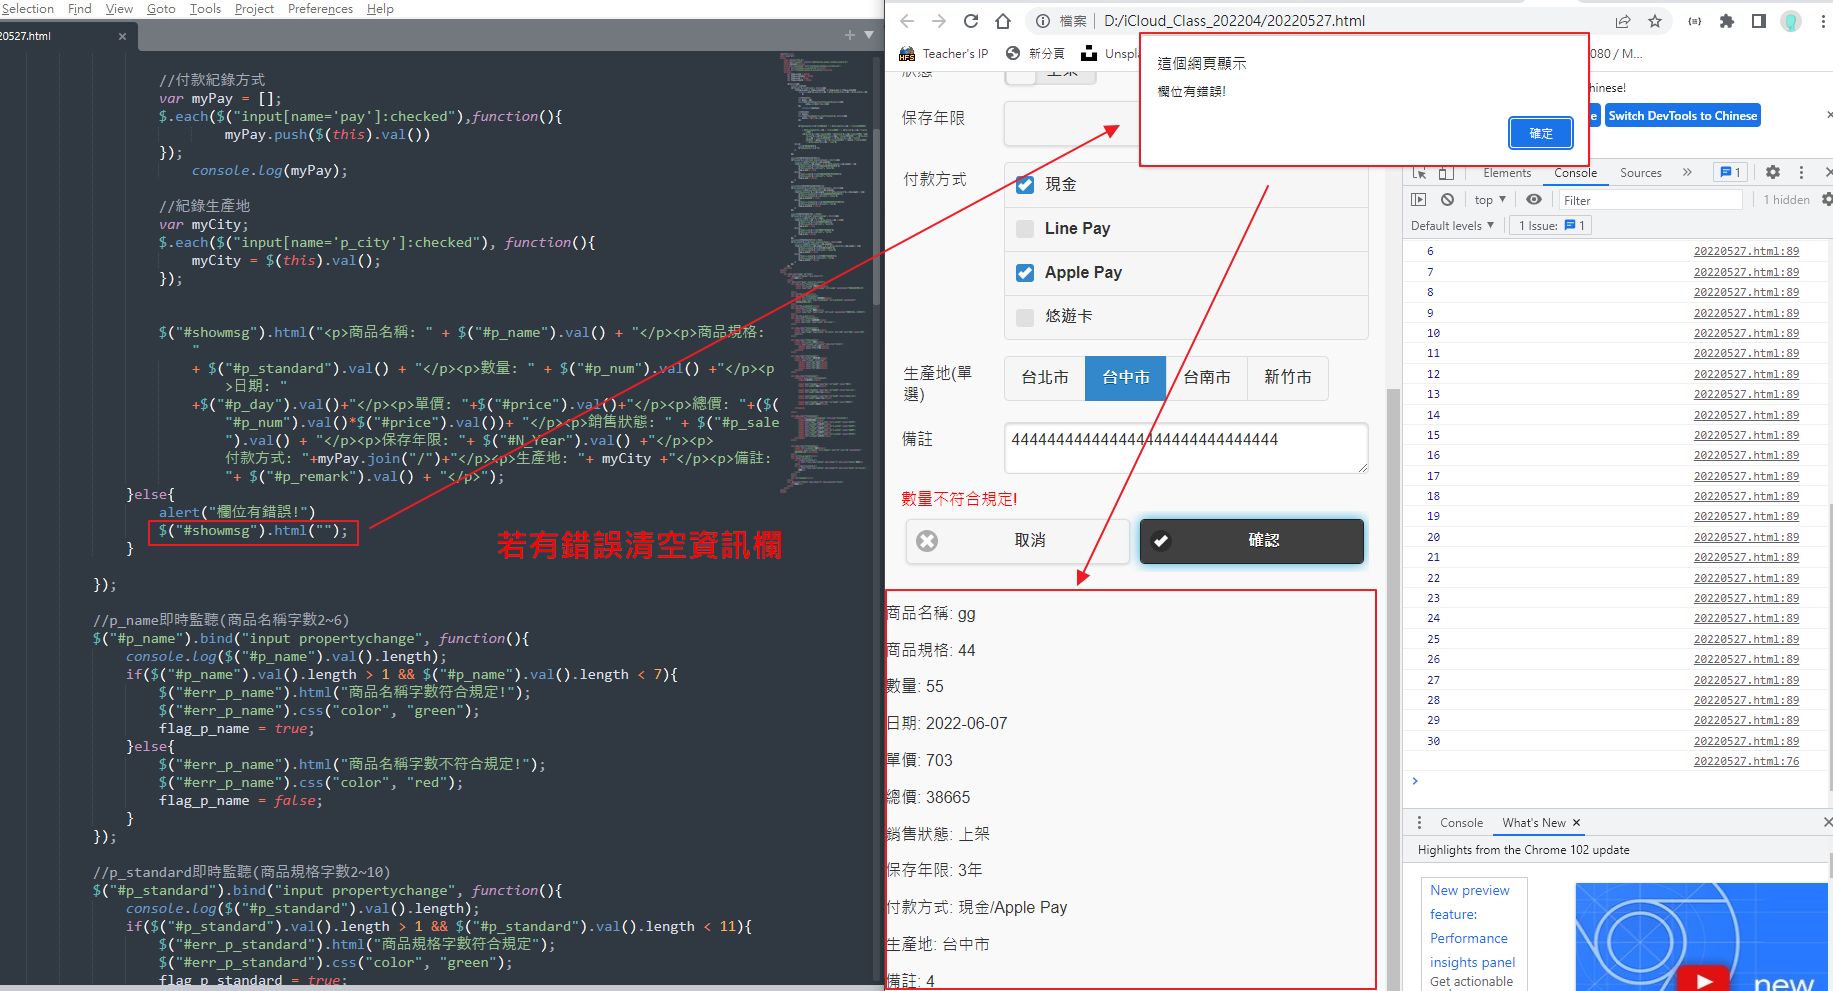 Selection Find View Goto Tools Project Preferences Help
20527.html ×
//付款紀錄方式
var myPay = [];
$.each($("input[name='pay']:checked"),function(){
myPay.push($(this).val())
});
console.log(myPay);
//紀錄生產地
var myCity;
$.each($("input[name='p_city']:checked"), function(){
myCity = $(this).val();
});
$("#showmsg").html("<p>商品名稱: " + $("#p_name").val() + "</p><p>商品規格:
"
+ $("#p_standard").val() + "</p><p>數量: " + $("#p_num").val() +"</p><p
>日期: "
+$("#p_day").val()+"</p><p>單價: "+$("#price").val()+"</p><p>總價: "+($(
"#p_num").val()*$("#price").val())+ "</p><p>銷售狀態: " + $("#p_sale
").val() + "</p><p>保存年限: "+ $("#N_Year").val() +"</p><p>
付款方式: "+myPay.join("/")+"</p><p>生產地: "+ myCity +"</p><p>備註:
"+ $("#p_remark").val() + "</p>");
}else{
alert("欄位有錯誤!")
$("#showmsg").html("");
}
若有錯誤清空資訊欄
});
//p_name即時監聽(商品名稱字數2~6)
$("#p_name").bind("input propertychange", function(){
console.log($("#p_name").val().length);
if($("#p_name").val().length > 1 && $("#p_name").val().length < 7){
$("#err_p_name").html("商品名稱字數符合規定!");
$("#err_p_name").css("color", "green");
flag_p_name = true;
}else{
$("#err_p_name").html("商品名稱字數不符合規定!");
$("#err_p_name").css("color", "red");
flag_p_name = false;
}
});
//p_standard即時監聽(商品規格字數2~10)
$("#p_standard").bind("input propertychange", function(){
console.log($("#p_standard").val().length);
if($("#p_standard").val().length > 1 && $("#p_standard").val().length < 11){
$("#err_p_standard").html("商品規格字數符合規定");
$("#err_p_standard").css("color", "green");
flag_p_standard = true;
檔案 | D:/iCloud_Class_202204/20220527.html
Teacher's IP 新分頁 Unspla 080 / M...
這個網頁顯示
欄位有錯誤!
確定
狀態 上架
保存年限
付款方式 現金
Line Pay
Apple Pay
悠遊卡
生產地(單
選)
台北市 台中市 台南市 新竹市
備註 444444444444444444444444444444
數量不符合規定!
取消 確認
商品名稱: gg
商品規格: 44
數量: 55
日期: 2022-06-07
單價: 703
總價: 38665
銷售狀態: 上架
保存年限: 3年
付款方式: 現金/Apple Pay
生產地: 台中市
備註: 4
hinese!
e Switch DevTools to Chinese ×
Elements Console Sources » 1
top ▼ Filter 1 hidden
Default levels ▼ 1 Issue: 1
6 20220527.html:89
7 20220527.html:89
8 20220527.html:89
9 20220527.html:89
10 20220527.html:89
11 20220527.html:89
12 20220527.html:89
13 20220527.html:89
14 20220527.html:89
15 20220527.html:89
16 20220527.html:89
17 20220527.html:89
18 20220527.html:89
19 20220527.html:89
20 20220527.html:89
21 20220527.html:89
22 20220527.html:89
23 20220527.html:89
24 20220527.html:89
25 20220527.html:89
26 20220527.html:89
27 20220527.html:89
28 20220527.html:89
29 20220527.html:89
30 20220527.html:89
20220527.html:76
>
Console What's New ×
Highlights from the Chrome 102 update
New preview
feature:
Performance
insights panel
Get actionable
new